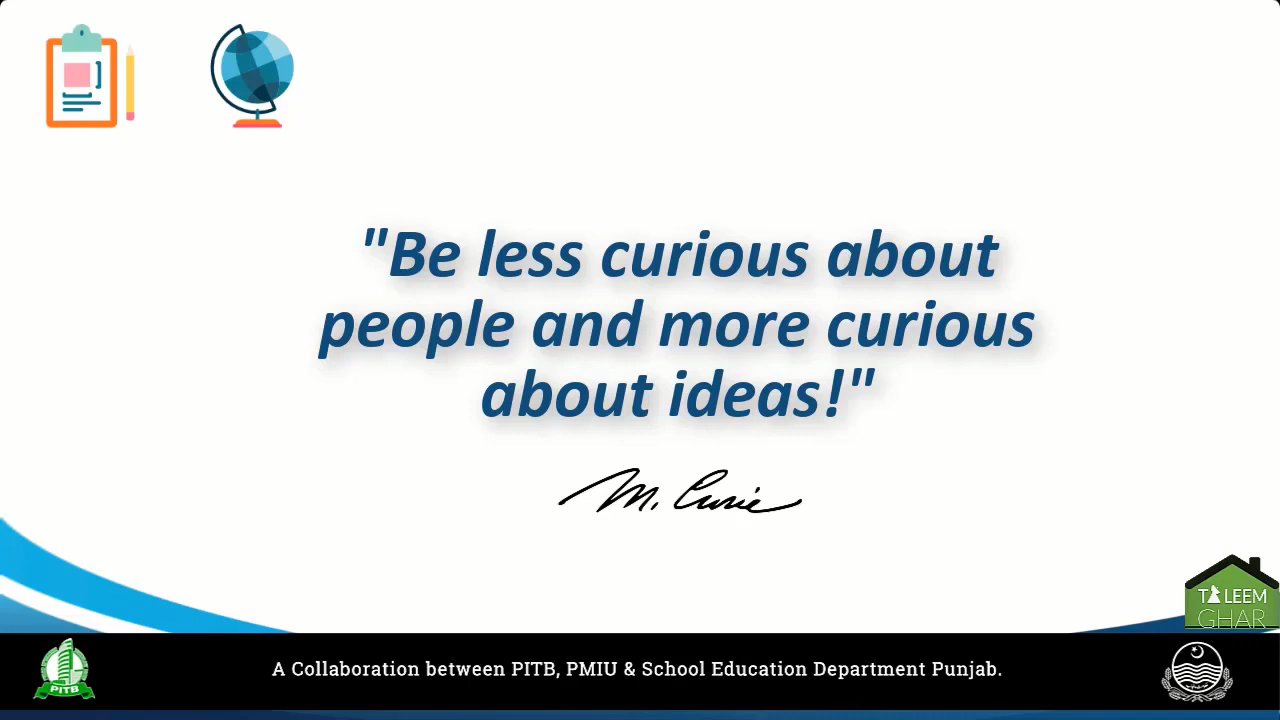 "Be less curious about
people and more curious
about ideas!"
M. Curie
TALEEM
GHAR
PITB
A Collaboration between PITB, PMIU & School Education Department Punjab.